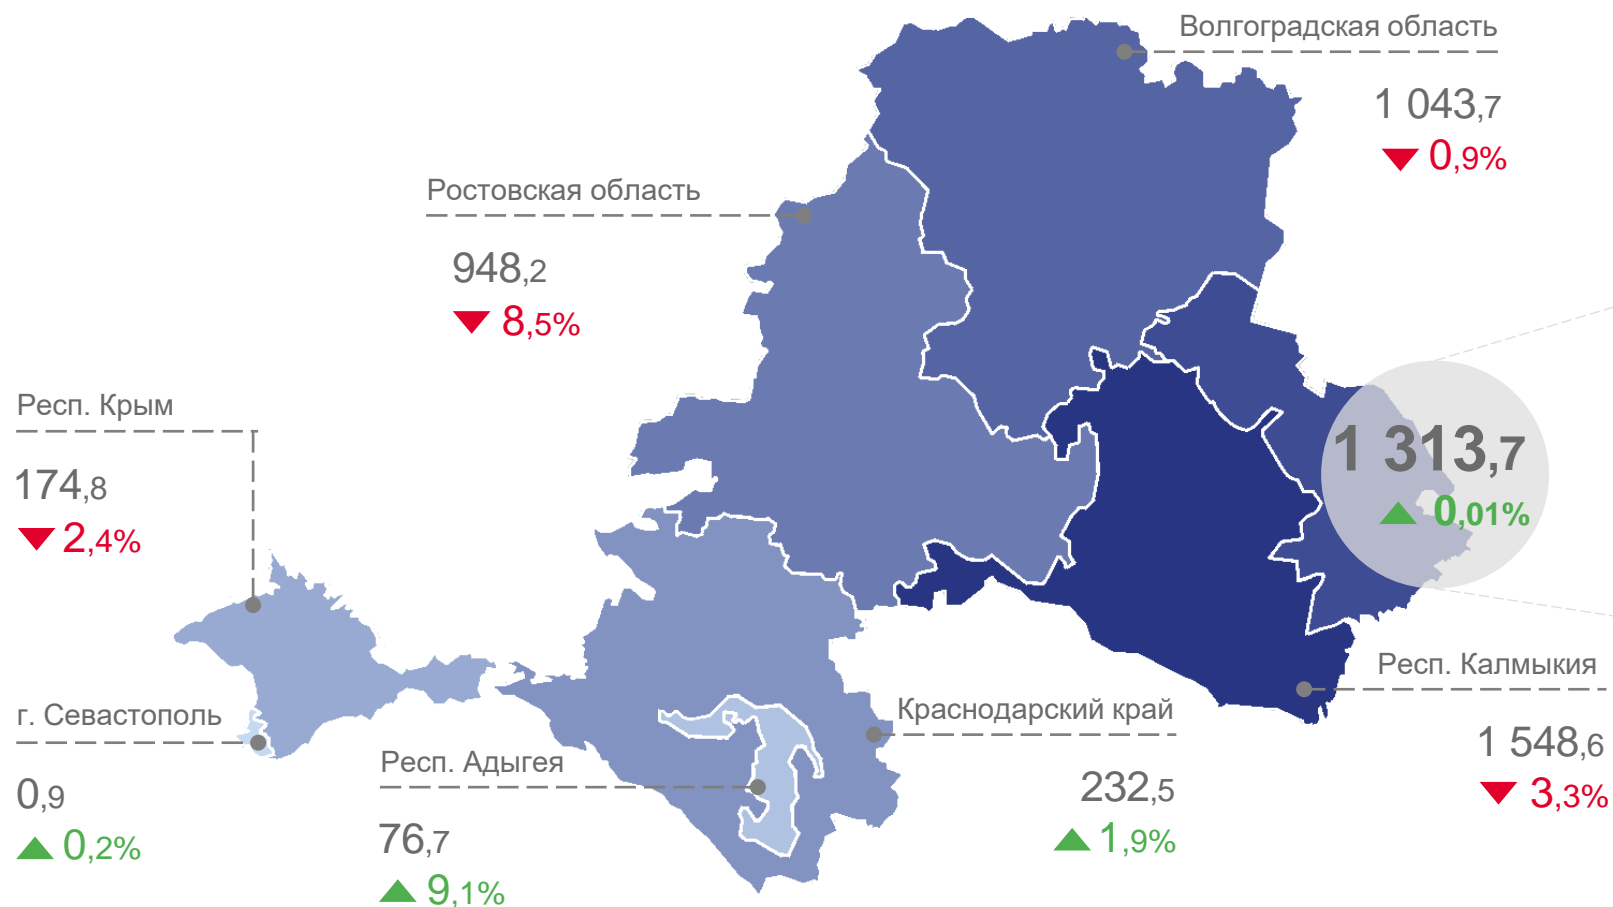 Волгоградская область
1 043,7
0,9%
Ростовская область
948,2
8,5%
Респ. Крым
174,8
2,4%
1 313,7
0,01%
Респ. Калмыкия
1 548,6
3,3%
г. Севастополь
0,9
0,2%
Респ. Адыгея
76,7
9,1%
Краснодарский край
232,5
1,9%